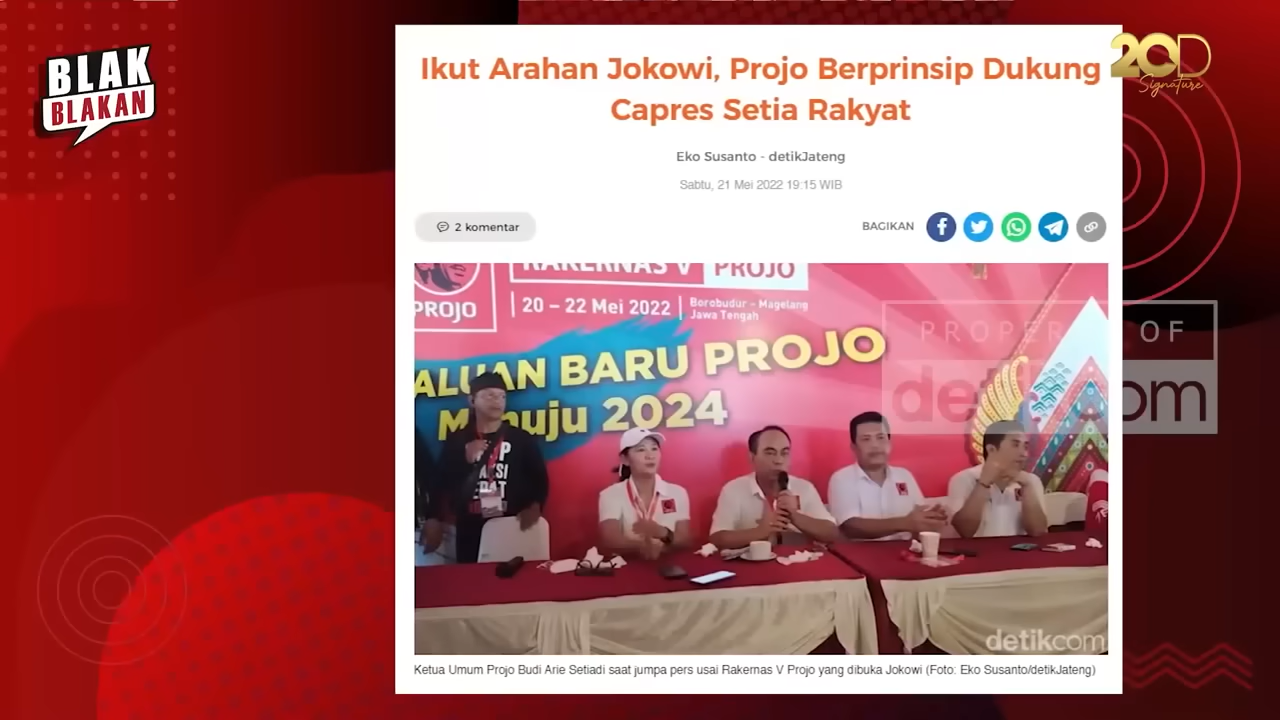 BLAK
BLAKAN
20D
Signature
Ikut Arahan Jokowi, Projo Berprinsip Dukung
Capres Setia Rakyat
Eko Susanto - detikJateng
Sabtu, 21 Mei 2022 19:15 WIB
2 komentar
BAGIKAN
RAKERNAS V PROJO
PROJO
20 – 22 Mei 2022
Borobudur – Magelang
Jawa Tengah
ALUAN BARU PROJO
Menuju 2024
PROPERTY OF
detikcom
detikcom
Ketua Umum Projo Budi Arie Setiadi saat jumpa pers usai Rakernas V Projo yang dibuka Jokowi (Foto: Eko Susanto/detikJateng)